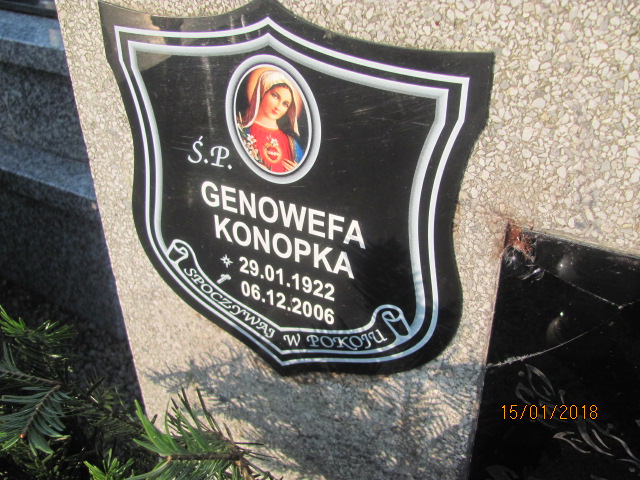 Ś.P.
GENOWEFA
KONOPKA
* 29.01.1922
† 06.12.2006
SPOCZYWAJ W POKOJU
15/01/2018